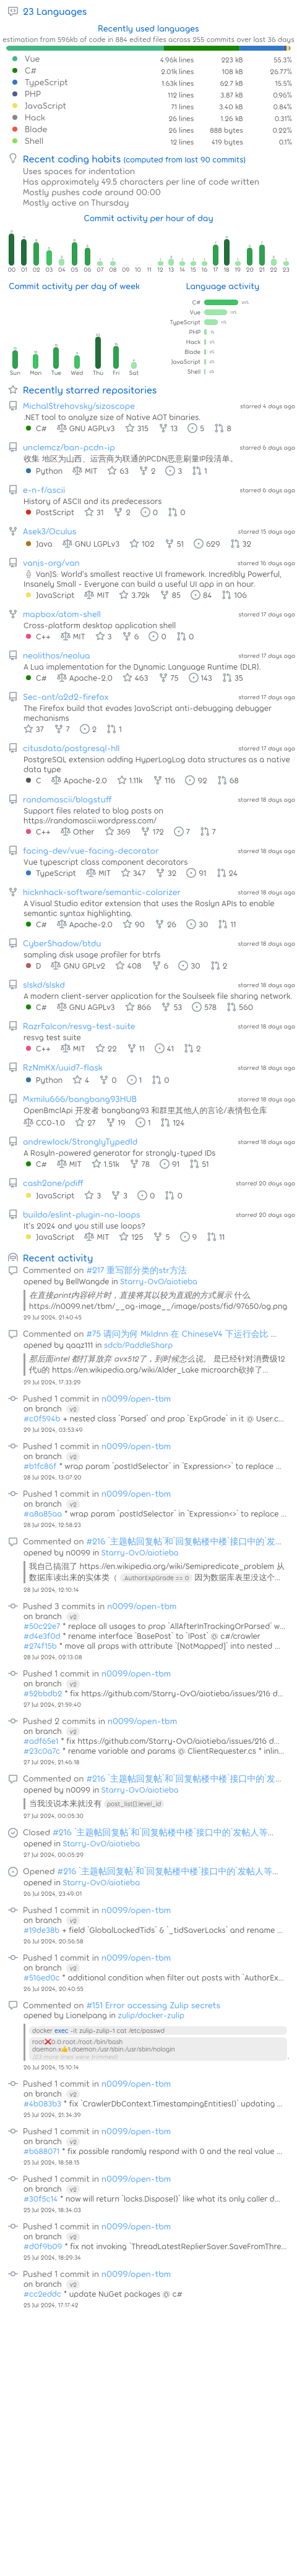 23 Languages
Recently used languages
estimation from 596kb of code in 884 edited files across 255 commits over last 36 days
Vue 4.96k lines 223 kB 55.3%
C# 2.01k lines 108 kB 26.77%
TypeScript 1.63k lines 62.7 kB 15.5%
PHP 112 lines 3.87 kB 0.96%
JavaScript 71 lines 3.40 kB 0.84%
Hack 26 lines 1.26 kB 0.31%
Blade 26 lines 888 bytes 0.22%
Shell 12 lines 419 bytes 0.1%
Recent coding habits (computed from last 90 commits)
Uses spaces for indentation
Has approximately 49.5 characters per line of code written
Mostly pushes code around 00:00
Mostly active on Thursday
Commit activity per hour of day
00 01 02 03 04 05 06 07 08 09 10 11 12 13 14 15 16 17 18 19 20 21 22 23
Commit activity per day of week
Sun Mon Tue Wed Thu Fri Sat
Language activity
C#
Vue
TypeScript
PHP
Hack
Blade
JavaScript
Shell
Recently starred repositories
MichalStrehovsky/sizoscope starred 4 days ago
.NET tool to analyze size of Native AOT binaries.
C# GNU AGPLv3 315 13 5 8
unclemcz/ban-pcdn-ip starred 6 days ago
收集 地区为山西、运营商为联通的PCDN恶意刷量IP段清单。
Python MIT 63 2 3 1
e-n-f/ascii starred 6 days ago
History of ASCII and its predecessors
PostScript 31 2 0 0
Asek3/Oculus starred 15 days ago
Java GNU LGPLv3 102 51 629 32
vanjs-org/van starred 16 days ago
🍦 VanJS: World's smallest reactive UI framework. Incredibly Powerful,
Insanely Small - Everyone can build a useful UI app in an hour.
JavaScript MIT 3.72k 85 84 106
mapbox/atom-shell starred 17 days ago
Cross-platform desktop application shell
C++ MIT 3 6 0 0
neolithos/neolua starred 17 days ago
A Lua implementation for the Dynamic Language Runtime (DLR).
C# Apache-2.0 463 75 143 35
Sec-ant/a2d2-firefox starred 17 days ago
The Firefox build that evades JavaScript anti-debugging debugger
mechanisms
37 7 2 1
citusdata/postgresql-hll starred 17 days ago
PostgreSQL extension adding HyperLogLog data structures as a native
data type
C Apache-2.0 1.11k 116 92 68
randomascii/blogstuff starred 18 days ago
Support files related to blog posts on
https://randomascii.wordpress.com/
C++ Other 369 172 7 7
facing-dev/vue-facing-decorator starred 18 days ago
Vue typescript class component decorators
TypeScript MIT 347 32 91 24
hicknhack-software/semantic-colorizer starred 18 days ago
A Visual Studio editor extension that uses the Roslyn APIs to enable
semantic syntax highlighting.
C# Apache-2.0 90 26 30 11
CyberShadow/btdu starred 18 days ago
sampling disk usage profiler for btrfs
D GNU GPLv2 408 6 30 2
slskd/slskd starred 18 days ago
A modern client-server application for the Soulseek file sharing network.
C# GNU AGPLv3 866 53 578 560
RazrFalcon/resvg-test-suite starred 18 days ago
resvg test suite
C++ MIT 22 11 41 2
RzNmKX/uuid7-flask starred 18 days ago
Python 4 0 1 0
Mxmilu666/bangbang93HUB starred 18 days ago
OpenBmclApi 开发者 bangbang93 和群里其他人的言论/表情包仓库
CC0-1.0 27 19 1 124
andrewlock/StronglyTypedId starred 18 days ago
A Rosyln-powered generator for strongly-typed IDs
C# MIT 1.51k 78 91 51
cash2one/pdiff starred 20 days ago
JavaScript 3 3 0 0
buildo/eslint-plugin-no-loops starred 20 days ago
It's 2024 and you still use loops?
JavaScript MIT 125 5 9 11
Recent activity
Commented on #217 重写部分类的str方法
opened by BellWangde in Starry-OvO/aiotieba
在直接print内容碎片时，直接将其以较为直观的方式展示 什么
https://n0099.net/tbm/__og-image__/image/posts/fid/97650/og.png
29 Jul 2024, 21:40:45
Commented on #75 请问为何 Mkldnn 在 ChineseV4 下运行会比 ...
opened by qaqz111 in sdcb/PaddleSharp
那后面intel 都打算放弃 avx512了，到时候怎么说。 是已经针对消费级12
代u的 https://en.wikipedia.org/wiki/Alder_Lake microarch砍掉了...
29 Jul 2024, 17:33:29
Pushed 1 commit in n0099/open-tbm
on branch v2
#c0f594b + nested class `Parsed` and prop `ExpGrade` in it @ User.c...
29 Jul 2024, 03:53:49
Pushed 1 commit in n0099/open-tbm
on branch v2
#b1fc86f * wrap param `postIdSelector` in `Expression<>` to replace ...
28 Jul 2024, 13:07:20
Pushed 1 commit in n0099/open-tbm
on branch v2
#a8a85aa * wrap param `postIdSelector` in `Expression<>` to replace ...
28 Jul 2024, 12:58:23
Commented on #216 `主题帖回复帖`和`回复帖楼中楼`接口中的`发...
opened by n0099 in Starry-OvO/aiotieba
我自己搞混了 https://en.wikipedia.org/wiki/Semipredicate_problem 从
数据库读出来的实体类（ .AuthorExpGrade == 0 因为数据库表里没这个...
28 Jul 2024, 12:10:14
Pushed 3 commits in n0099/open-tbm
on branch v2
#50c22e7 * replace all usages to prop `AllAfterInTrackingOrParsed` w...
#d4e3f0d * rename interface `BasePost` to `IPost` @ c#/crawler
#274f15b * move all props with attribute `[NotMapped]` into nested ...
28 Jul 2024, 02:13:08
Pushed 1 commit in n0099/open-tbm
on branch v2
#52bbdb2 * fix https://github.com/Starry-OvO/aiotieba/issues/216 d...
27 Jul 2024, 21:59:40
Pushed 2 commits in n0099/open-tbm
on branch v2
#adf65e1 * fix https://github.com/Starry-OvO/aiotieba/issues/216 d...
#23c0a7c * rename variable and params @ ClientRequester.cs * inlin...
27 Jul 2024, 21:46:18
Commented on #216 `主题帖回复帖`和`回复帖楼中楼`接口中的`发...
opened by n0099 in Starry-OvO/aiotieba
当我没说本来就没有 post_list[].level_id
27 Jul 2024, 00:05:30
Closed #216 `主题帖回复帖`和`回复帖楼中楼`接口中的`发帖人等...
opened in Starry-OvO/aiotieba
27 Jul 2024, 00:05:29
Opened #216 `主题帖回复帖`和`回复帖楼中楼`接口中的`发帖人等...
opened in Starry-OvO/aiotieba
26 Jul 2024, 23:49:01
Pushed 1 commit in n0099/open-tbm
on branch v2
#19de38b + field `GlobalLockedTids` & `_tidSaverLocks` and rename ...
26 Jul 2024, 20:56:58
Pushed 1 commit in n0099/open-tbm
on branch v2
#516ed0c * additional condition when filter out posts with `AuthorEx...
26 Jul 2024, 20:40:55
Commented on #151 Error accessing Zulip secrets
opened by Lionelpang in zulip/docker-zulip
docker exec -it zulip-zulip-1 cat /etc/passwd
root❌0:0:root:/root:/bin/bash
daemon:x👍1:daemon:/usr/sbin:/usr/sbin/nologin
26 Jul 2024, 15:10:14
Pushed 1 commit in n0099/open-tbm
on branch v2
#4b083b3 * fix `CrawlerDbContext.TimestampingEntities()` updating ...
25 Jul 2024, 21:34:39
Pushed 1 commit in n0099/open-tbm
on branch v2
#b688071 * fix possible randomly respond with 0 and the real value ...
25 Jul 2024, 18:58:15
Pushed 1 commit in n0099/open-tbm
on branch v2
#30f5c14 * now will return `locks.Dispose()` like what its only caller d...
25 Jul 2024, 18:34:03
Pushed 1 commit in n0099/open-tbm
on branch v2
#d0f9b09 * fix not invoking `ThreadLatestReplierSaver.SaveFromThre...
25 Jul 2024, 18:29:34
Pushed 1 commit in n0099/open-tbm
on branch v2
#cc2eddc * update NuGet packages @ c#
25 Jul 2024, 17:17:42